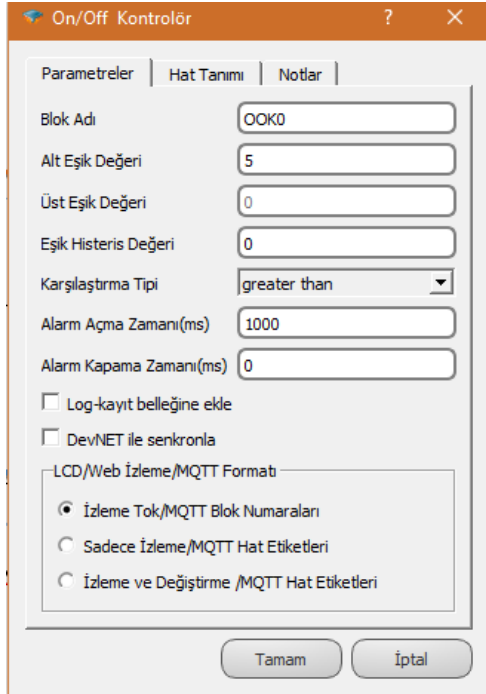 On/Off Kontrolör ? ×
Parametreler Hat Tanımı Notlar
Blok Adı OOK0
Alt Eşik Değeri 5
Üst Eşik Değeri 0
Eşik Histeris Değeri 0
Karşılaştırma Tipi greater than
Alarm Açma Zamanı(ms) 1000
Alarm Kapama Zamanı(ms) 0
Log-kayıt belleğine ekle
DevNET ile senkronla
LCD/Web İzleme/MQTT Formatı
İzleme Yok/MQTT Blok Numaraları
Sadece İzleme/MQTT Hat Etiketleri
İzleme ve Değiştirme /MQTT Hat Etiketleri
Tamam İptal